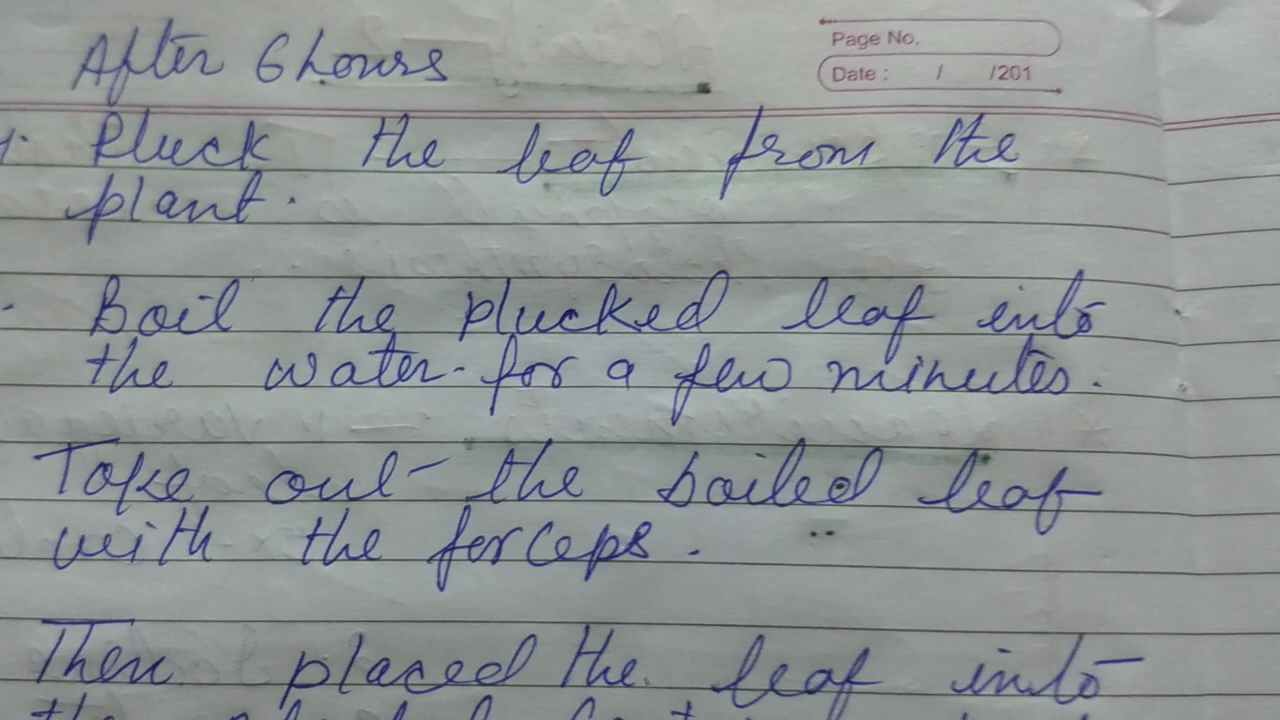 Page No.
Date : / /201
After 6 hours
Pluck the leaf from the
plant.
Boil the plucked leaf into
the water for a few minutes.
Take out the boiled leaf
with the forceps.
Then placed the leaf into
the